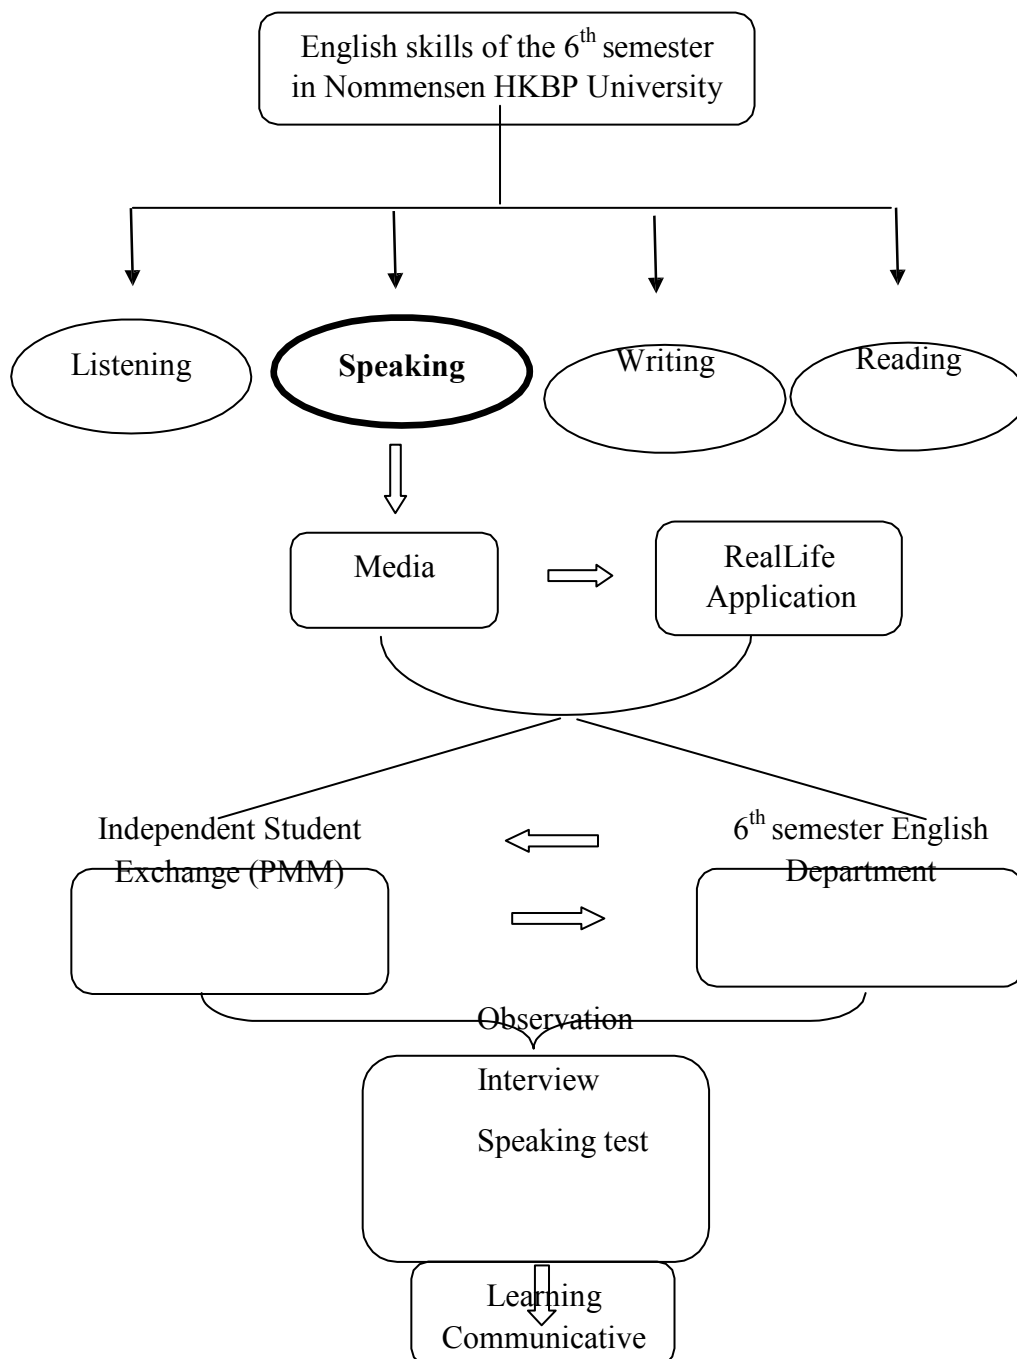 English skills of the 6th semester
in Nommensen HKBP University
Listening
Speaking
Writing
Reading
Media
RealLife
Application
Independent Student
Exchange (PMM)
6th semester English
Department
Observation
Interview
Speaking test
Learning
Communicative